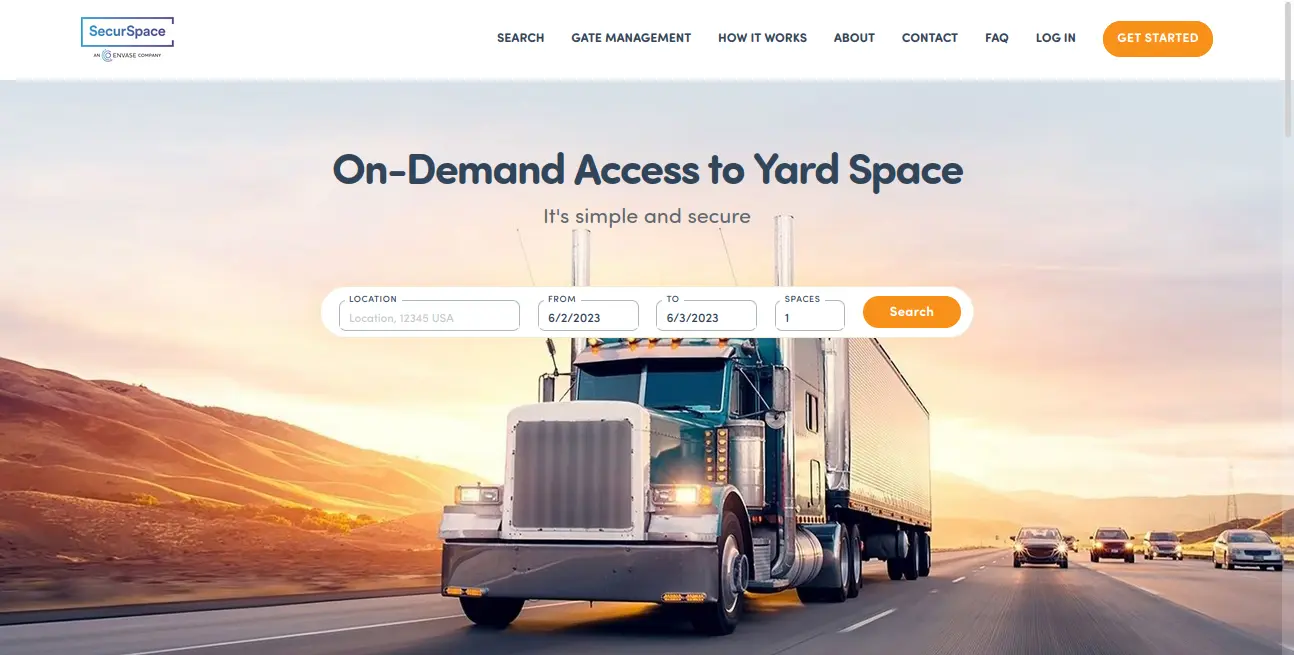 SecurSpace
AN ENVASE COMPANY
SEARCH GATE MANAGEMENT HOW IT WORKS ABOUT CONTACT FAQ LOG IN GET STARTED
On-Demand Access to Yard Space
It's simple and secure
LOCATION FROM TO SPACES
Location, 12345 USA 6/2/2023 6/3/2023 1 Search